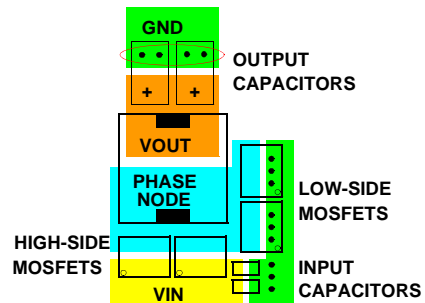 GND
OUTPUT
CAPACITORS
+ +
VOUT
PHASE
NODE
LOW-SIDE
MOSFETS
HIGH-SIDE
MOSFETS
INPUT
CAPACITORS
VIN